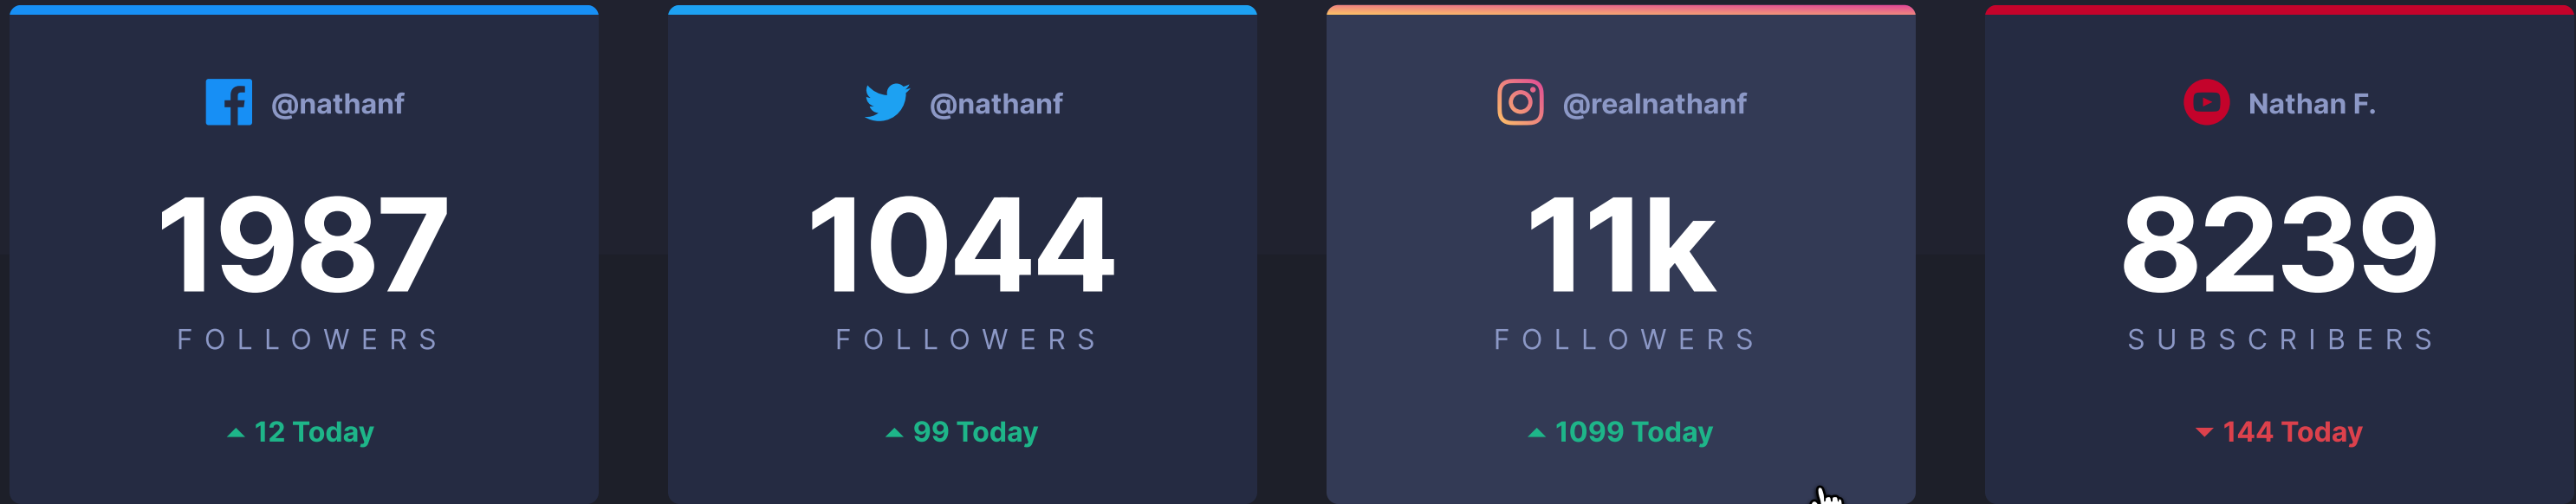 @nathanf
1987
FOLLOWERS
12 Today
@nathanf
1044
FOLLOWERS
99 Today
@realnathanf
11k
FOLLOWERS
1099 Today
Nathan F.
8239
SUBSCRIBERS
144 Today